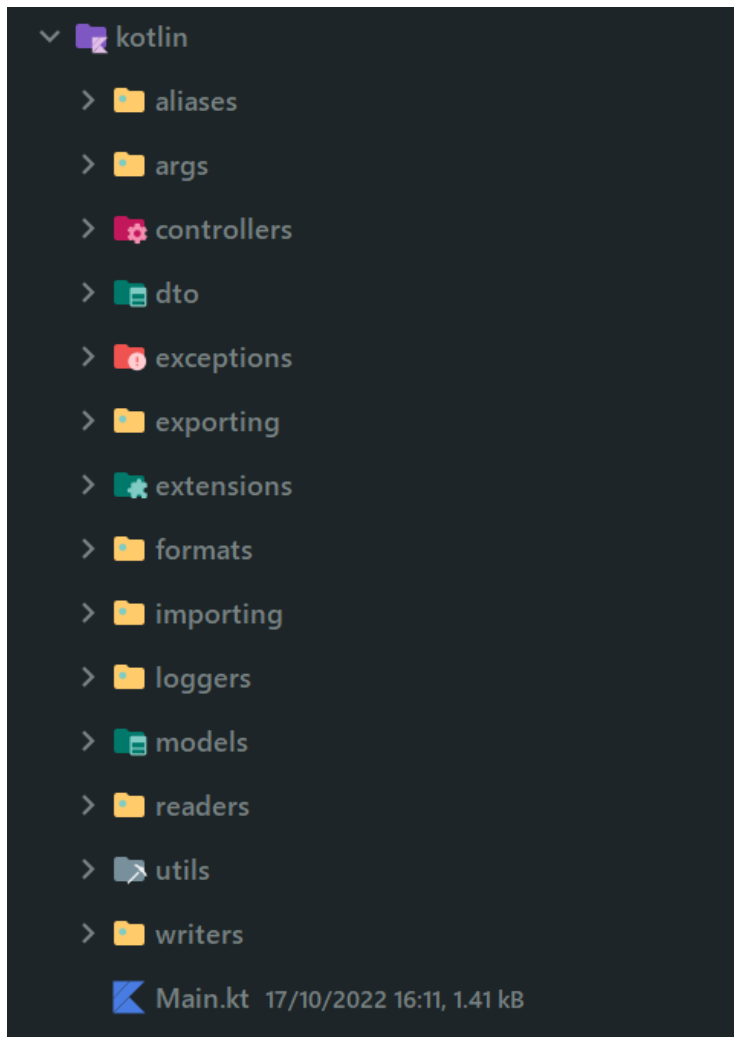 kotlin
aliases
args
controllers
dto
exceptions
exporting
extensions
formats
importing
loggers
models
readers
utils
writers
Main.kt 17/10/2022 16:11, 1.41 kB